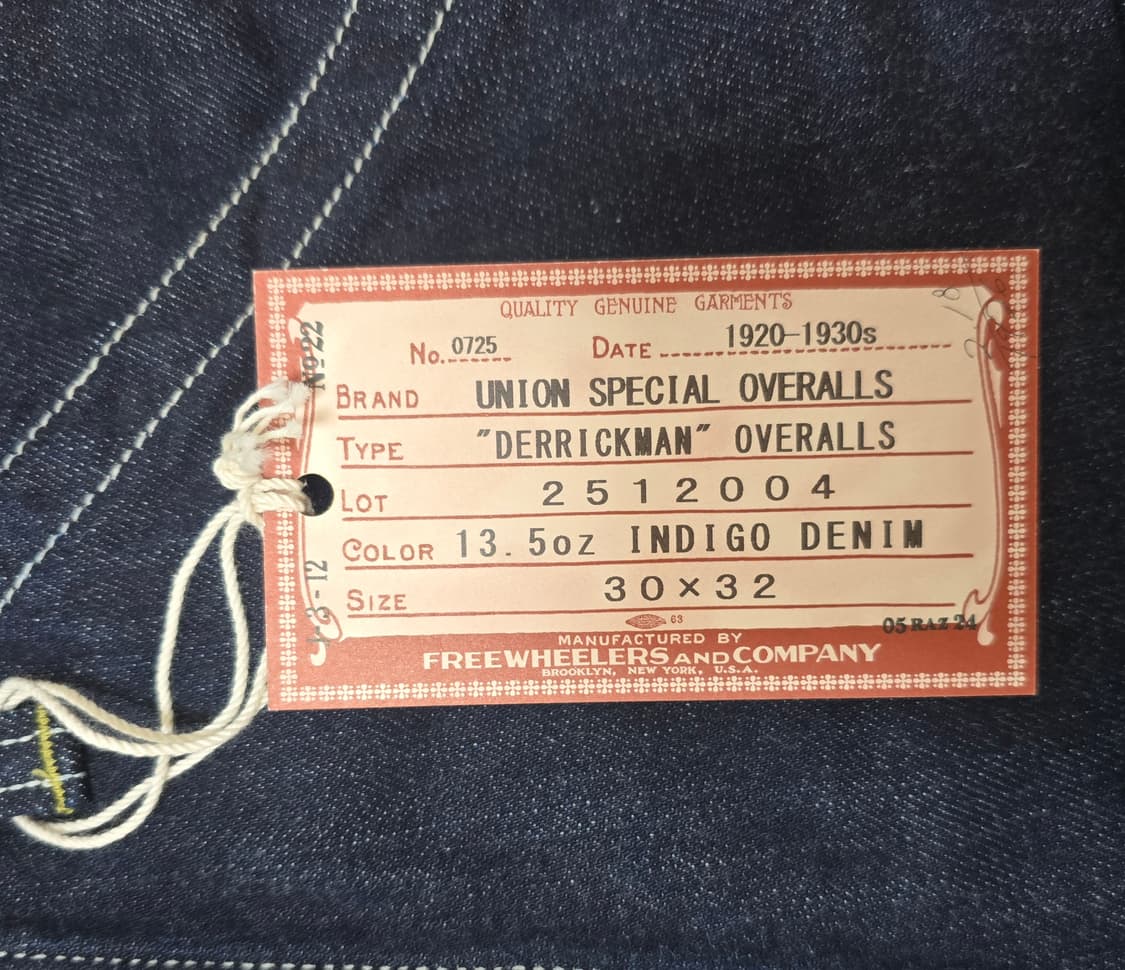 QUALITY GENUINE GARMENTS
No. 0725 DATE 1920-1930s
BRAND UNION SPECIAL OVERALLS
TYPE "DERRICKMAN" OVERALLS
LOT 2512004
COLOR 13.5oz INDIGO DENIM
SIZE 30×32
63
05 RAZ 24
MANUFACTURED BY
FREEWHEELERS AND COMPANY
BROOKLYN, NEW YORK, U.S.A.
No 22
3-12